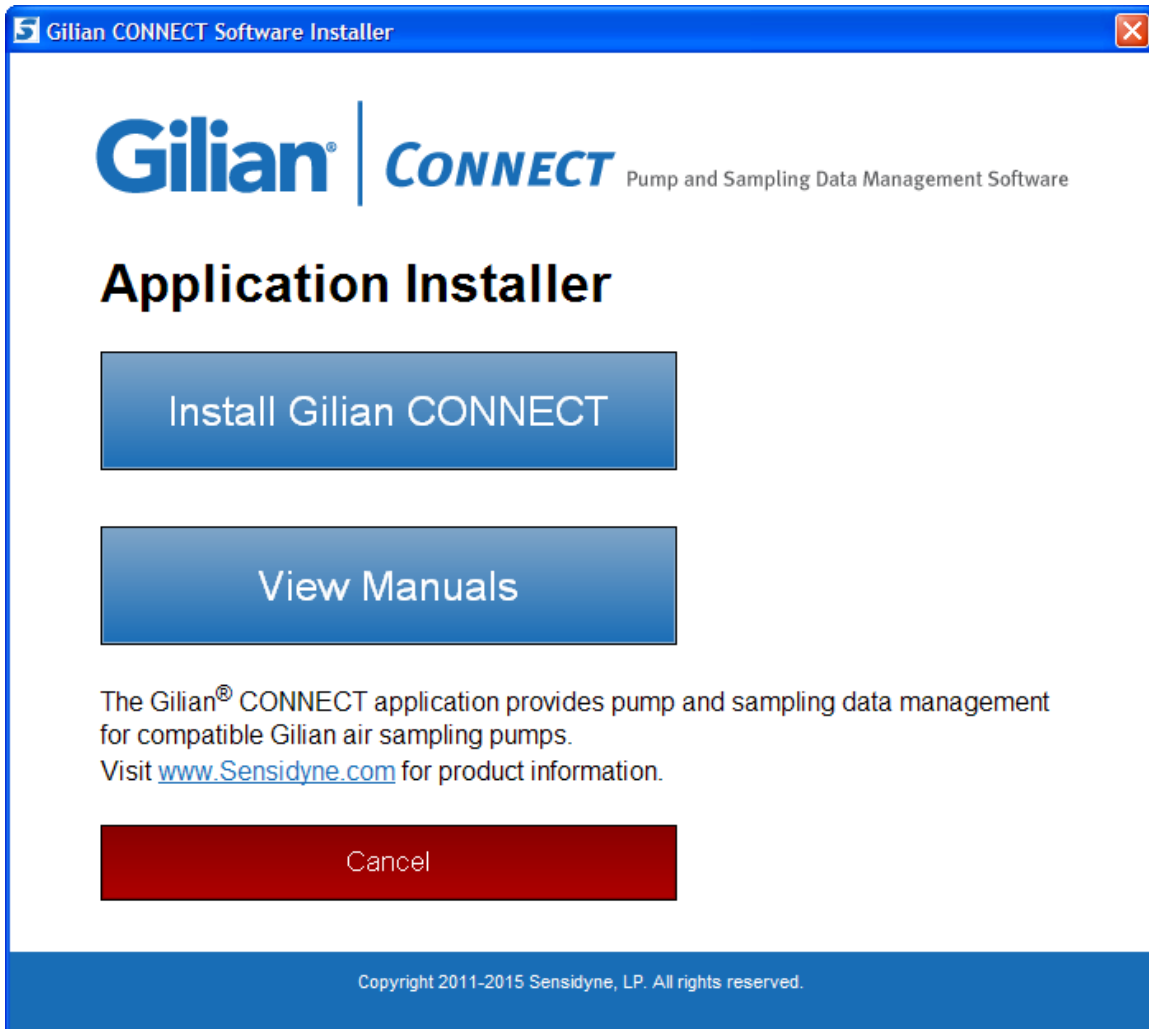 Gilian CONNECT Software Installer
Gilian® CONNECT Pump and Sampling Data Management Software
Application Installer
Install Gilian CONNECT
View Manuals
The Gilian® CONNECT application provides pump and sampling data management
for compatible Gilian air sampling pumps.
Visit www.Sensidyne.com for product information.
Cancel
Copyright 2011-2015 Sensidyne, LP. All rights reserved.